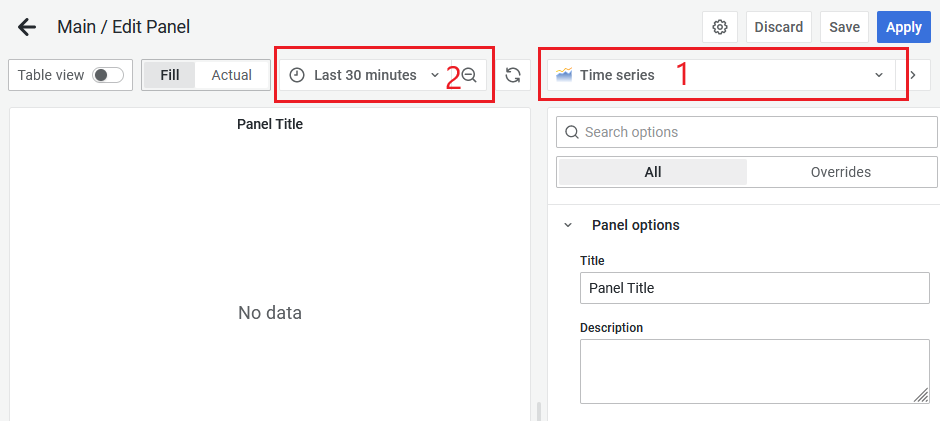 Main / Edit Panel
Discard
Save
Apply
Table view
Fill
Actual
Last 30 minutes
2
Time series
1
Panel Title
No data
Search options
All
Overrides
Panel options
Title
Panel Title
Description